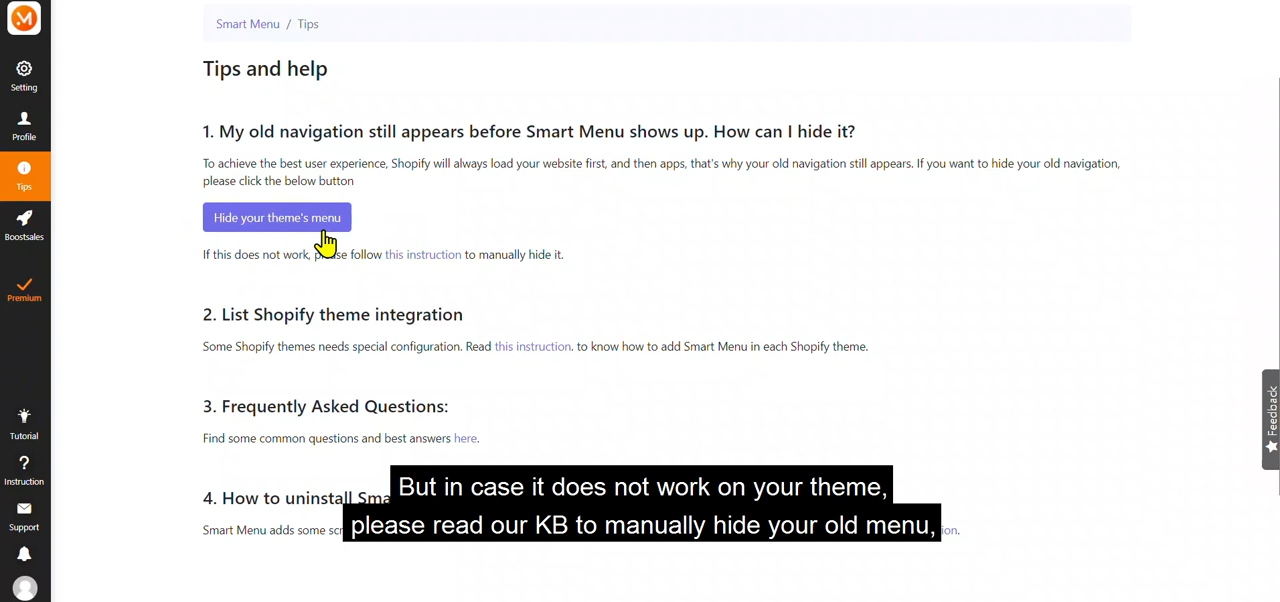 Smart Menu / Tips
Setting
Profile
Tips
Boostsales
Premium
Tutorial
Instruction
Support
Tips and help
1. My old navigation still appears before Smart Menu shows up. How can I hide it?
To achieve the best user experience, Shopify will always load your website first, and then apps, that's why your old navigation still appears. If you want to hide your old navigation,
please click the below button
Hide your theme's menu
If this does not work, please follow this instruction to manually hide it.
2. List Shopify theme integration
Some Shopify themes needs special configuration. Read this instruction. to know how to add Smart Menu in each Shopify theme.
3. Frequently Asked Questions:
Find some common questions and best answers here.
4. How to uninstall
Smart Menu adds some
Feedback
But in case it does not work on your theme,
please read our KB to manually hide your old menu,